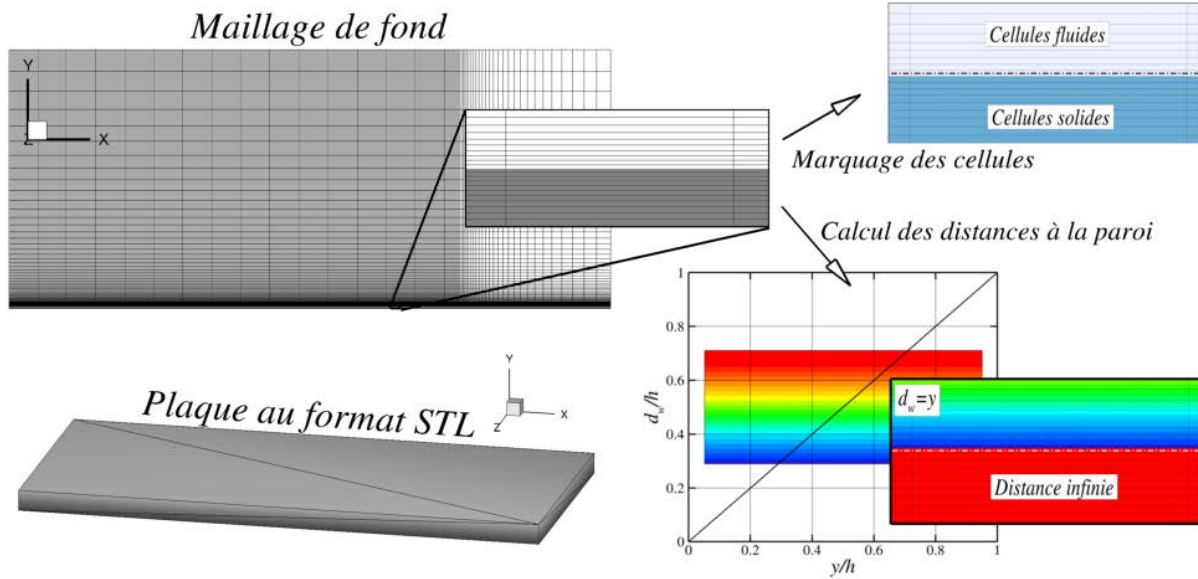 Maillage de fond
Y
Z
X
Cellules fluides
Cellules solides
Marquage des cellules
Calcul des distances à la paroi
Plaque au format STL
Y
X
Z
1
0.8
0.6
0.4
0.2
0
d_w/h
0
0.2
0.4
0.6
0.8
1
y/h
d_w=y
Distance infinie